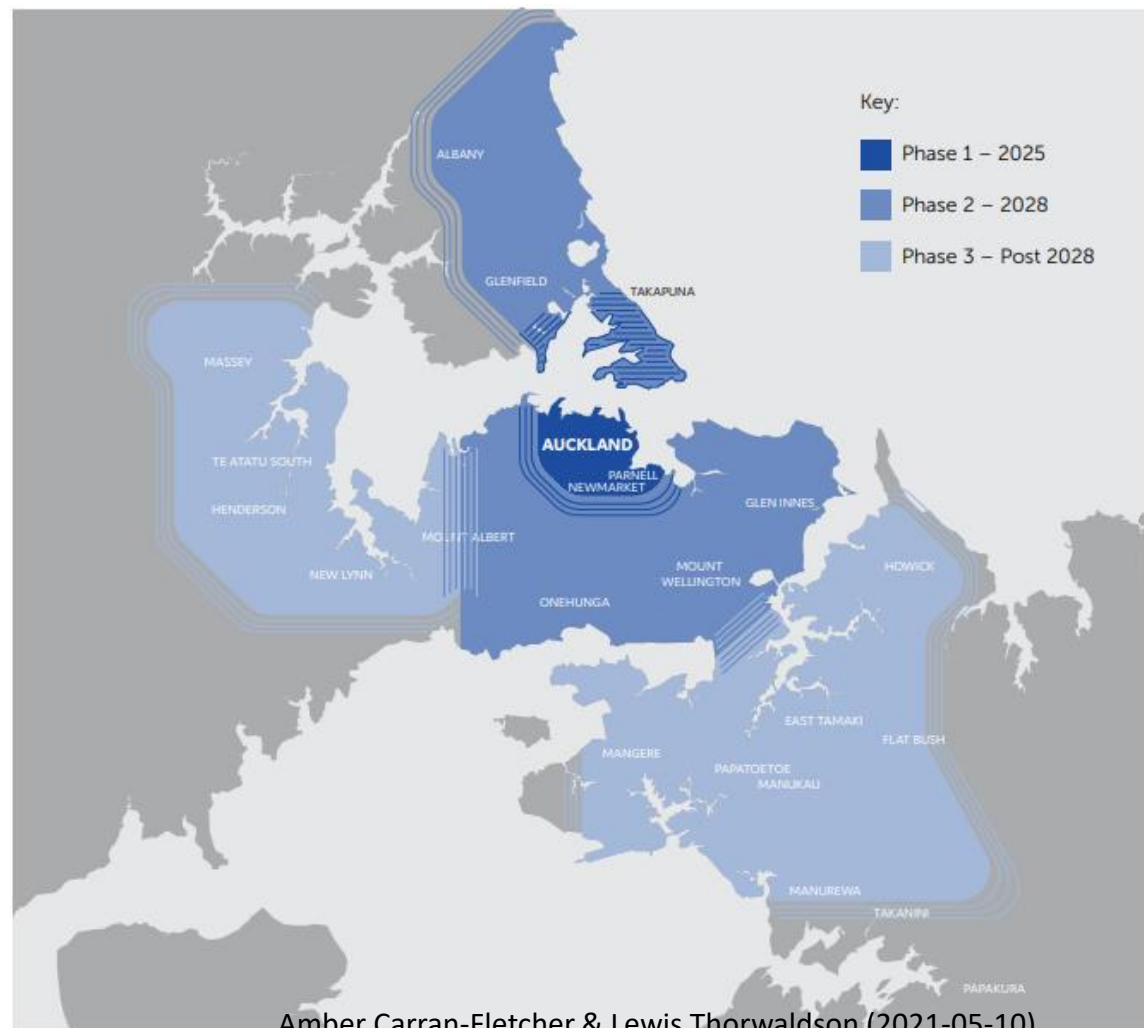 Key:
Phase 1 – 2025
Phase 2 – 2028
Phase 3 – Post 2028
ALBANY
GLENFIELD
TAKAPUNA
MASSEY
AUCKLAND
PARNELL
NEWMARKET
TE ATATU SOUTH
HENDERSON
GLEN INNES
MOUNT ALBERT
NEW LYNN
MOUNT
WELLINGTON
HOWICK
ONEHUNGA
EAST TAMAKI
FLAT BUSH
MANGERE
PAPATOETOE
MANUKAU
MANUREWA
TAKANINI
PAPAKURA
Amber Carran-Fletcher & Lewis Thorwaldson (2021-05-10)